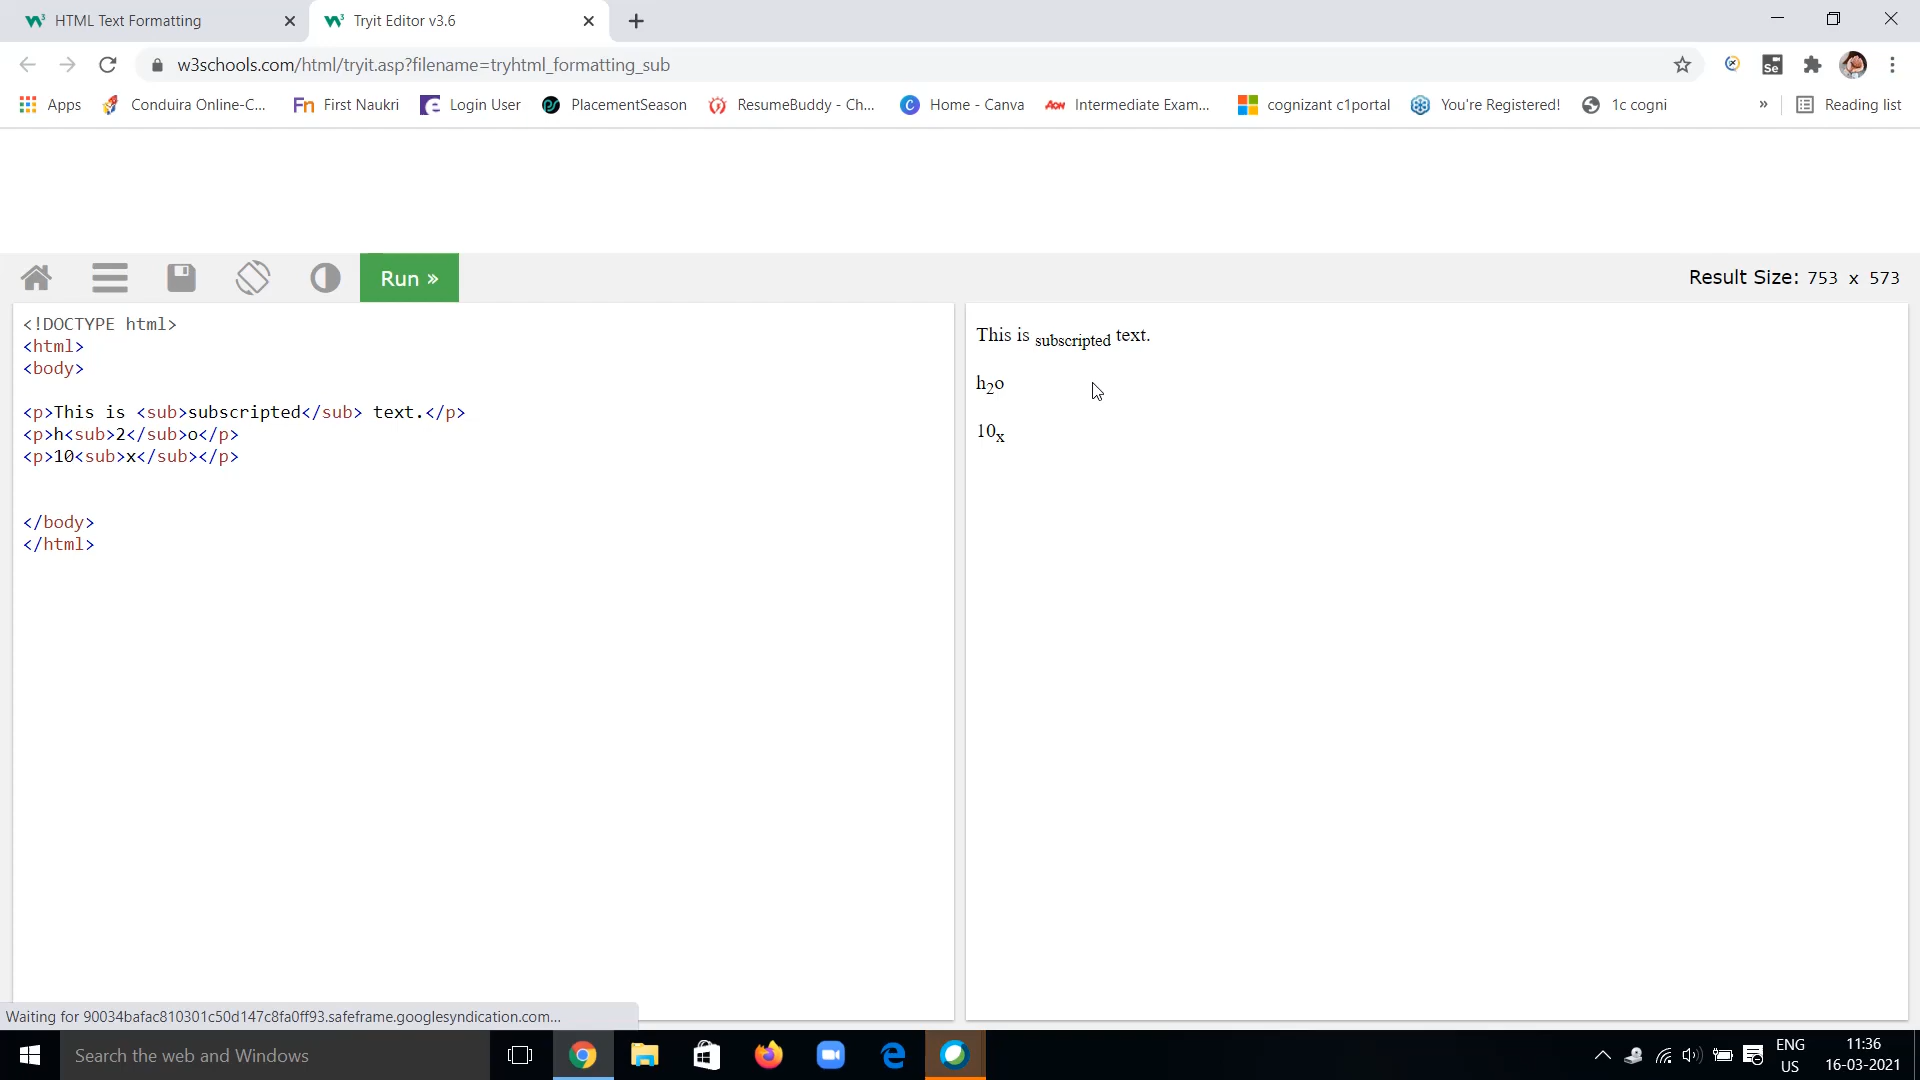 HTML Text Formatting
Tryit Editor v3.6
w3schools.com/html/tryit.asp?filename=tryhtml_formatting_sub
Se
Apps
Conduira Online-C...
Fn First Naukri
Login User
PlacementSeason
ResumeBuddy - Ch...
C Home - Canva
AON Intermediate Exam...
cognizant c1portal
You're Registered!
1c cogni
»
Reading list
Run »
Result Size: 753 x 573
<!DOCTYPE html>
<html>
<body>
<p>This is <sub>subscripted</sub> text.</p>
<p>h<sub>2</sub>o</p>
<p>10<sub>x</sub></p>
</body>
</html>
This is subscripted text.
h2o
10x
Waiting for 90034bafac810301c50d147c8fa0ff93.safeframe.googlesyndication.com...
Search the web and Windows
ENG
US
11:36
16-03-2021